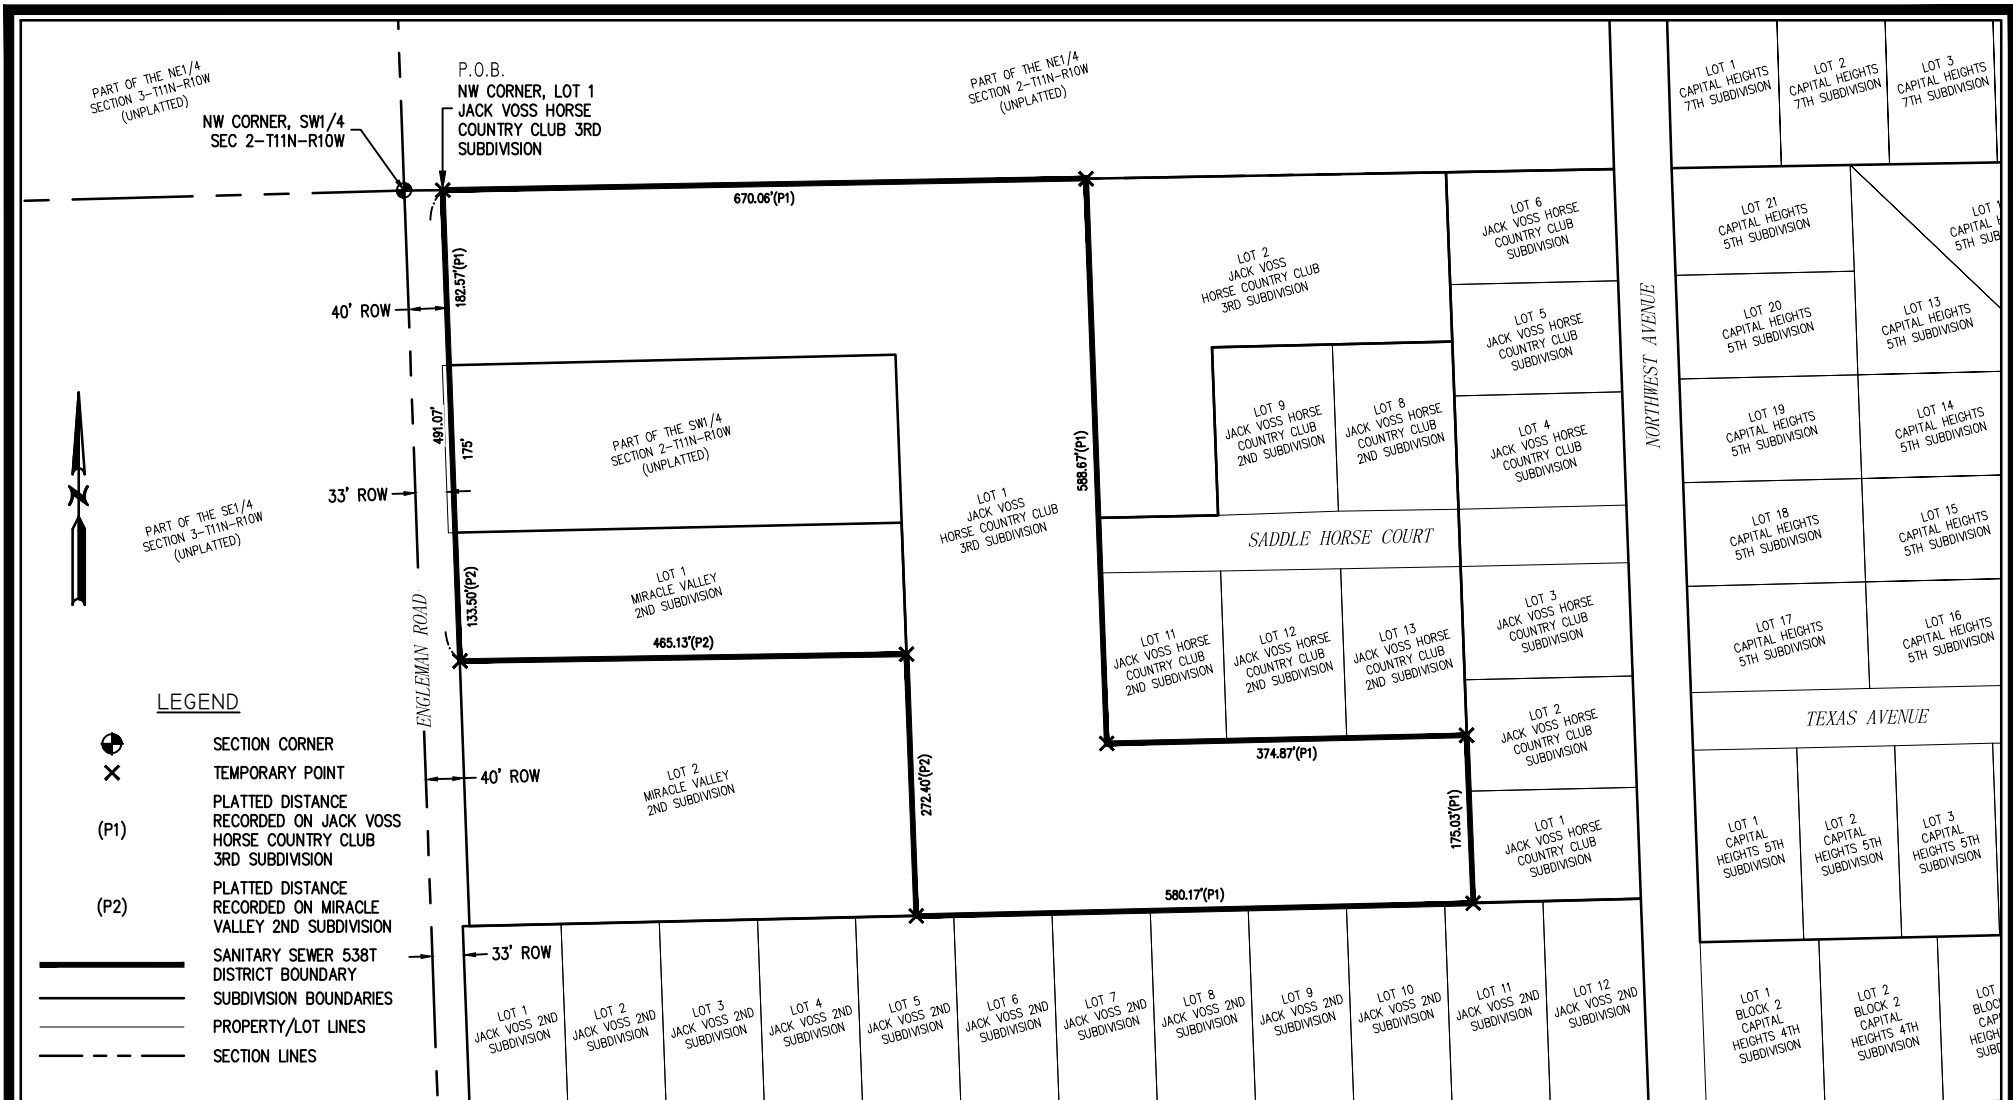 PART OF THE NE1/4
SECTION 3-T11N-R10W
(UNPLATTED)
NW CORNER, SW1/4
SEC 2-T11N-R10W
P.O.B.
NW CORNER, LOT 1
JACK VOSS HORSE
COUNTRY CLUB 3RD
SUBDIVISION
PART OF THE NE1/4
SECTION 2-T11N-R10W
(UNPLATTED)
LOT 1
CAPITAL HEIGHTS
7TH SUBDIVISION
LOT 2
CAPITAL HEIGHTS
7TH SUBDIVISION
LOT 3
CAPITAL HEIGHTS
7TH SUBDIVISION
670.06'(P1)
182.57'(P1)
40' ROW
491.07'
175'
33' ROW
133.50'(P2)
PART OF THE SW1/4
SECTION 2-T11N-R10W
(UNPLATTED)
LOT 1
MIRACLE VALLEY
2ND SUBDIVISION
465.13'(P2)
LOT 2
MIRACLE VALLEY
2ND SUBDIVISION
272.40'(P2)
40' ROW
33' ROW
ENGLEMAN ROAD
PART OF THE SE1/4
SECTION 3-T11N-R10W
(UNPLATTED)
N
LOT 1
JACK VOSS
HORSE COUNTRY CLUB
3RD SUBDIVISION
588.67'(P1)
LOT 2
JACK VOSS
HORSE COUNTRY CLUB
3RD SUBDIVISION
LOT 9
JACK VOSS HORSE
COUNTRY CLUB
2ND SUBDIVISION
LOT 8
JACK VOSS HORSE
COUNTRY CLUB
2ND SUBDIVISION
SADDLE HORSE COURT
LOT 11
JACK VOSS HORSE
COUNTRY CLUB
2ND SUBDIVISION
LOT 12
JACK VOSS HORSE
COUNTRY CLUB
2ND SUBDIVISION
LOT 13
JACK VOSS HORSE
COUNTRY CLUB
2ND SUBDIVISION
374.87'(P1)
175.03'(P1)
580.17'(P1)
LOT 6
JACK VOSS HORSE
COUNTRY CLUB
SUBDIVISION
LOT 5
JACK VOSS HORSE
COUNTRY CLUB
SUBDIVISION
LOT 4
JACK VOSS HORSE
COUNTRY CLUB
SUBDIVISION
LOT 3
JACK VOSS HORSE
COUNTRY CLUB
SUBDIVISION
LOT 2
JACK VOSS HORSE
COUNTRY CLUB
SUBDIVISION
LOT 1
JACK VOSS HORSE
COUNTRY CLUB
SUBDIVISION
NORTHWEST AVENUE
LOT 21
CAPITAL HEIGHTS
5TH SUBDIVISION
LOT 1
CAPITAL H
5TH SUB
LOT 20
CAPITAL HEIGHTS
5TH SUBDIVISION
LOT 13
CAPITAL HEIGHTS
5TH SUBDIVISION
LOT 19
CAPITAL HEIGHTS
5TH SUBDIVISION
LOT 14
CAPITAL HEIGHTS
5TH SUBDIVISION
LOT 18
CAPITAL HEIGHTS
5TH SUBDIVISION
LOT 15
CAPITAL HEIGHTS
5TH SUBDIVISION
LOT 17
CAPITAL HEIGHTS
5TH SUBDIVISION
LOT 16
CAPITAL HEIGHTS
5TH SUBDIVISION
TEXAS AVENUE
LOT 1
CAPITAL
HEIGHTS 5TH
SUBDIVISION
LOT 2
CAPITAL
HEIGHTS 5TH
SUBDIVISION
LOT 3
CAPITAL
HEIGHTS 5TH
SUBDIVISION
LOT 1
BLOCK 2
CAPITAL
HEIGHTS 4TH
SUBDIVISION
LOT 2
BLOCK 2
CAPITAL
HEIGHTS 4TH
SUBDIVISION
LOT
BLOC
CAP
HEIGH
SUBD
LOT 1
JACK VOSS 2ND
SUBDIVISION
LOT 2
JACK VOSS 2ND
SUBDIVISION
LOT 3
JACK VOSS 2ND
SUBDIVISION
LOT 4
JACK VOSS 2ND
SUBDIVISION
LOT 5
JACK VOSS 2ND
SUBDIVISION
LOT 6
JACK VOSS 2ND
SUBDIVISION
LOT 7
JACK VOSS 2ND
SUBDIVISION
LOT 8
JACK VOSS 2ND
SUBDIVISION
LOT 9
JACK VOSS 2ND
SUBDIVISION
LOT 10
JACK VOSS 2ND
SUBDIVISION
LOT 11
JACK VOSS 2ND
SUBDIVISION
LOT 12
JACK VOSS 2ND
SUBDIVISION
LEGEND
SECTION CORNER
TEMPORARY POINT
(P1)
PLATTED DISTANCE
RECORDED ON JACK VOSS
HORSE COUNTRY CLUB
3RD SUBDIVISION
(P2)
PLATTED DISTANCE
RECORDED ON MIRACLE
VALLEY 2ND SUBDIVISION
SANITARY SEWER 538T
DISTRICT BOUNDARY
SUBDIVISION BOUNDARIES
PROPERTY/LOT LINES
SECTION LINES